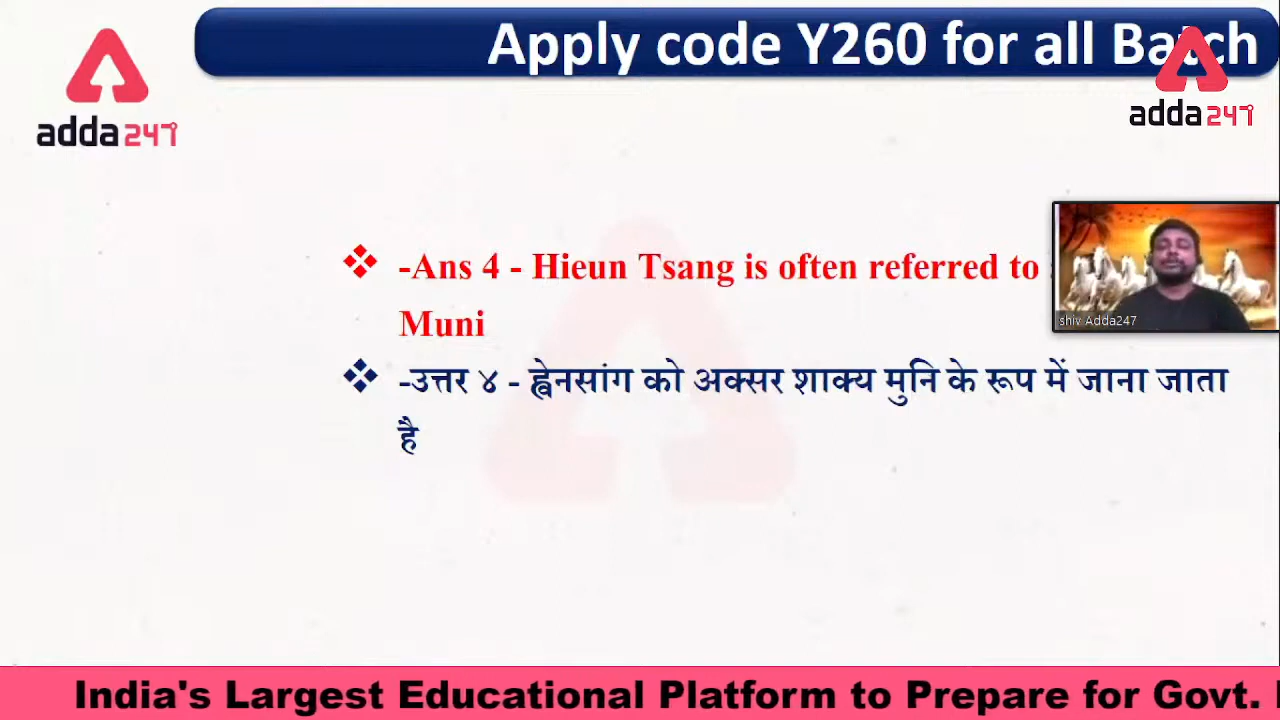 Apply code Y260 for all Batch
adda247
adda247
-Ans 4 - Hieun Tsang is often referred to
Muni
shiv Adda247
-उत्तर ४ - ह्वेनसांग को अक्सर शाक्य मुनि के रूप में जाना जाता
है
India's Largest Educational Platform to Prepare for Govt.